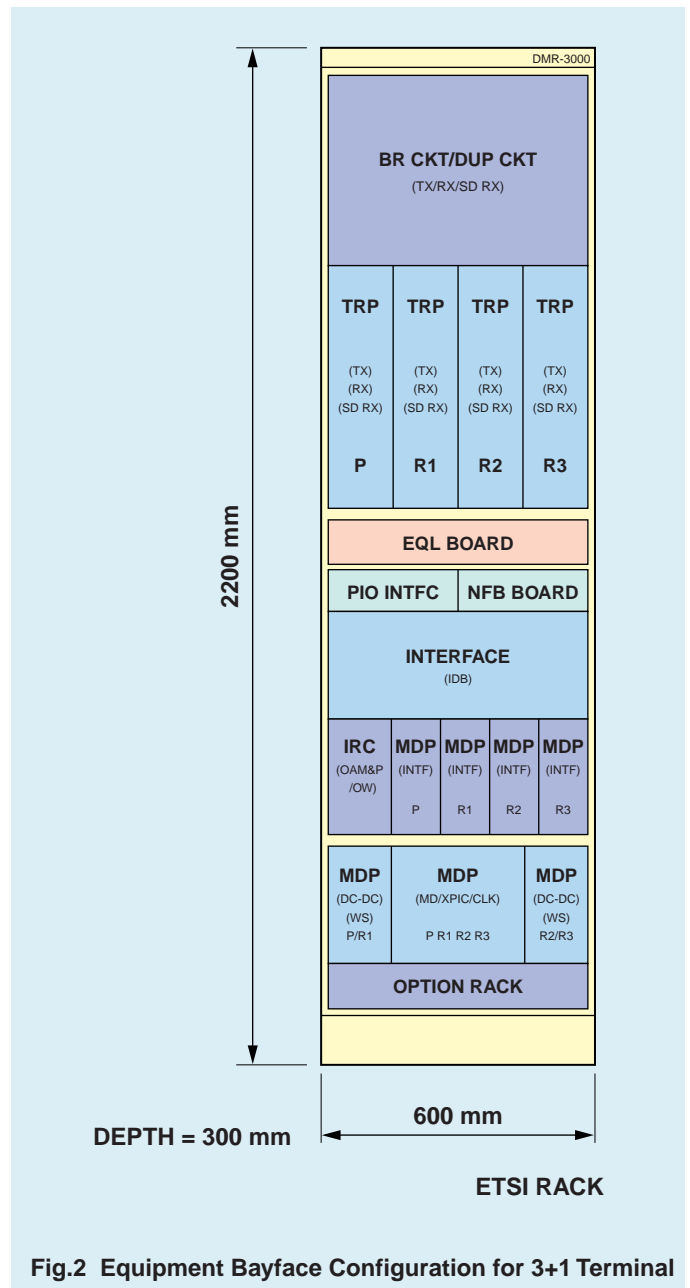 DMR-3000
BR CKT/DUP CKT
(TX/RX/SD RX)
TRP TRP TRP TRP
(TX) (TX) (TX) (TX)
(RX) (RX) (RX) (RX)
(SD RX) (SD RX) (SD RX) (SD RX)
P R1 R2 R3
EQL BOARD
PIO INTFC NFB BOARD
INTERFACE
(IDB)
IRC MDP MDP MDP MDP
(OAM&P (INTF) (INTF) (INTF) (INTF)
/OW)
P R1 R2 R3
MDP MDP MDP
(DC-DC) (MD/XPIC/CLK) (DC-DC)
(WS) (WS)
P/R1 P R1 R2 R3 R2/R3
OPTION RACK
2200 mm
600 mm
DEPTH = 300 mm
ETSI RACK
Fig.2 Equipment Bayface Configuration for 3+1 Terminal